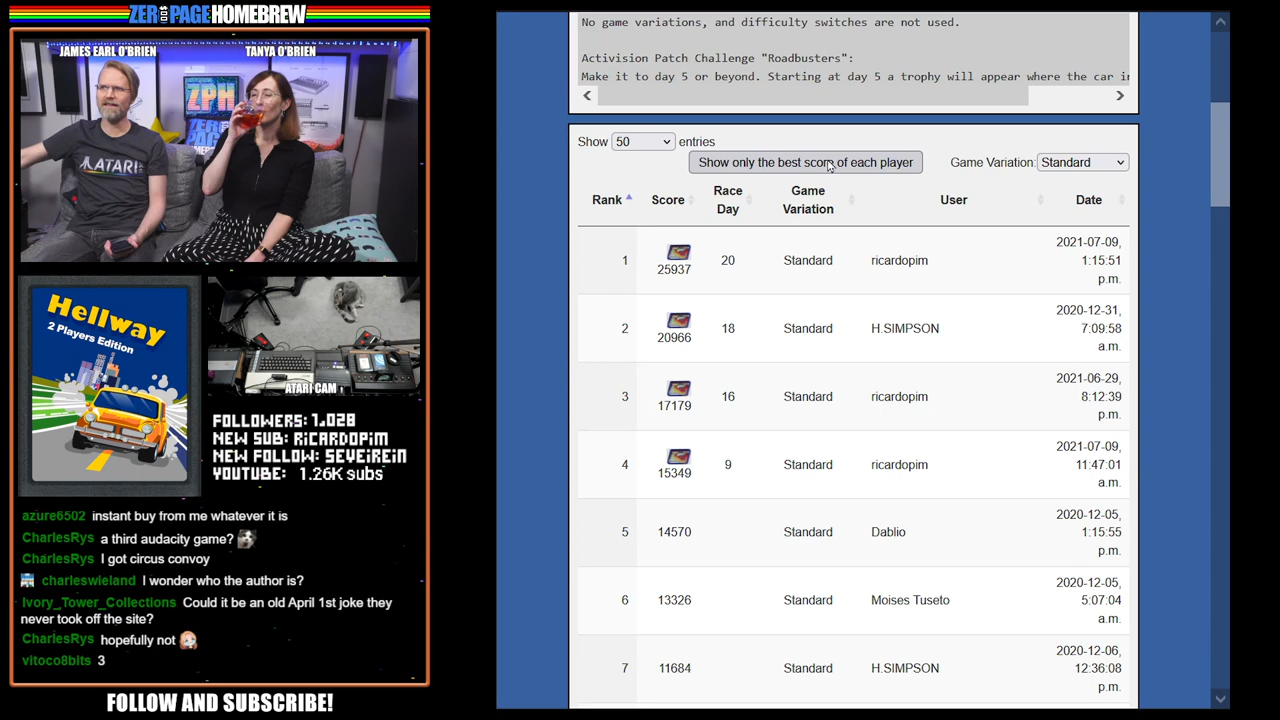 ZEROPAGE HOMEBREW
JAMES EARL O'BRIEN
TANYA O'BRIEN
ATARI
ZPH
Hellway
2 Players Edition
ATARI CAM
FOLLOWERS: 1,028
NEW SUB: RICARDOPIM
NEW FOLLOW: SEVEIREIN
YOUTUBE: 1.26K subs
azure6502 instant buy from me whatever it is
CharlesRys a third audacity game?
CharlesRys I got circus convoy
charleswieland I wonder who the author is?
Ivory_Tower_Collections Could it be an old April 1st joke they
never took off the site?
CharlesRys hopefully not
vitoco8bits 3
FOLLOW AND SUBSCRIBE!
No game variations, and difficulty switches are not used.
Activision Patch Challenge "Roadbusters":
Make it to day 5 or beyond. Starting at day 5 a trophy will appear where the car in
Show 50 entries
Show only the best score of each player
Game Variation: Standard
Rank Score Race Day Game Variation User Date
1 25937 20 Standard ricardopim 2021-07-09, 1:15:51 p.m.
2 20966 18 Standard H.SIMPSON 2020-12-31, 7:09:58 a.m.
3 17179 16 Standard ricardopim 2021-06-29, 8:12:39 p.m.
4 15349 9 Standard ricardopim 2021-07-09, 11:47:01 a.m.
5 14570 Standard Dablio 2020-12-05, 1:15:55 p.m.
6 13326 Standard Moises Tuseto 2020-12-05, 5:07:04 a.m.
7 11684 Standard H.SIMPSON 2020-12-06, 12:36:08 p.m.